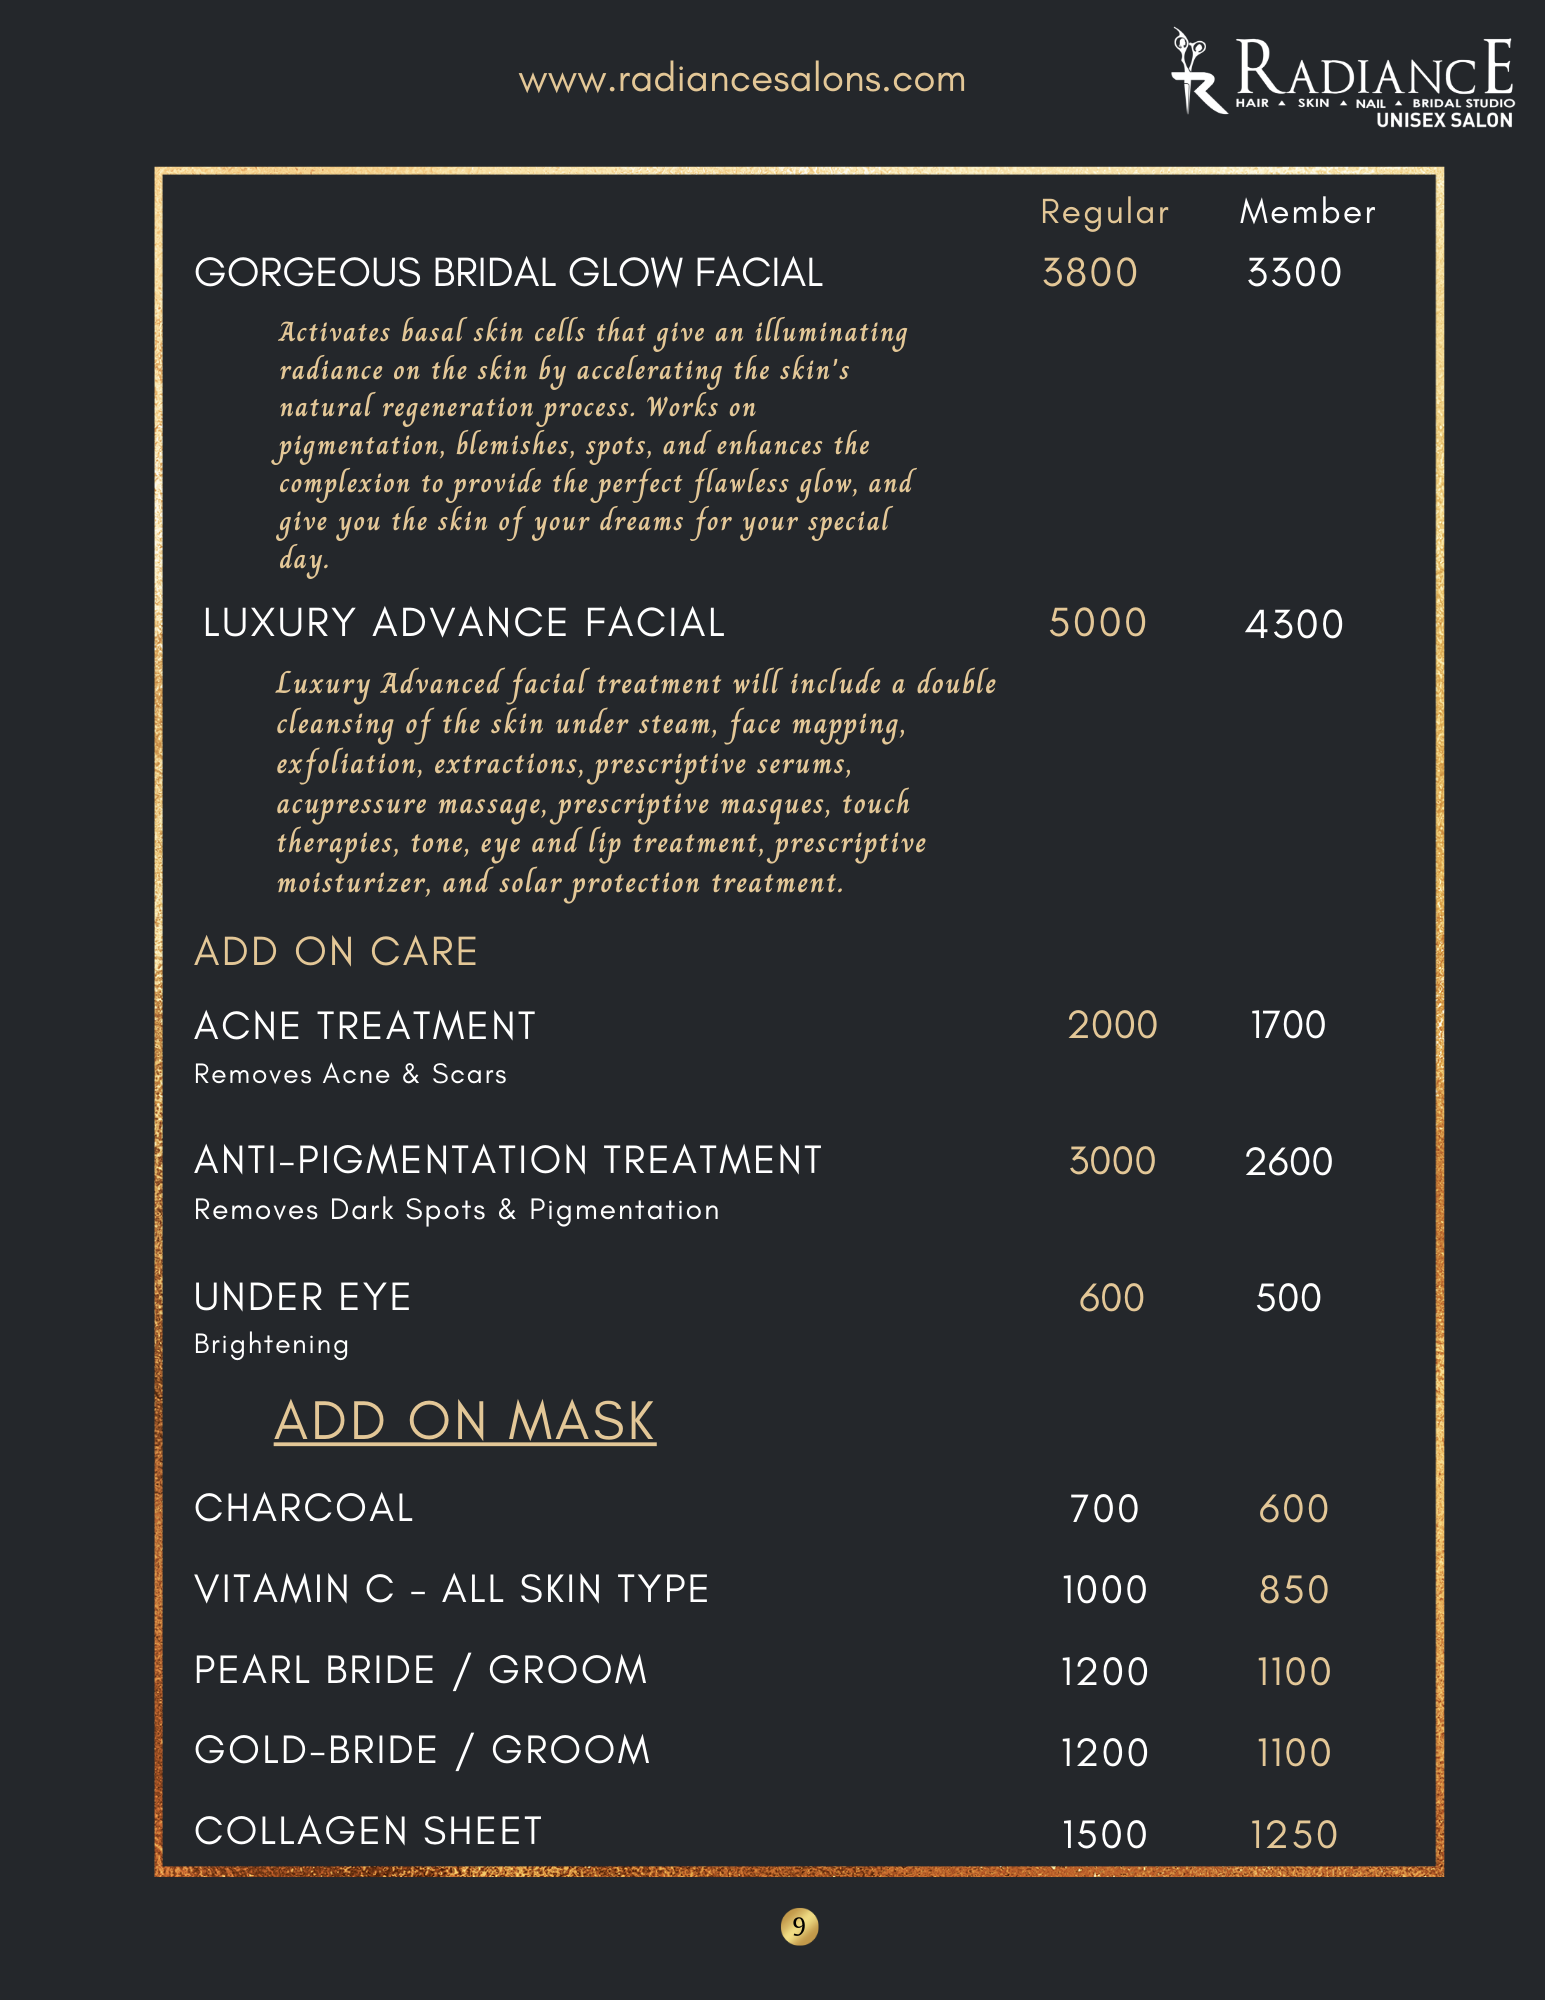 www.radiancesalons.com
RADIANCE
HAIR ▲ SKIN ▲ NAIL ▲ BRIDAL STUDIO
UNISEX SALON
Regular Member
GORGEOUS BRIDAL GLOW FACIAL 3800 3300
Activates basal skin cells that give an illuminating
radiance on the skin by accelerating the skin's
natural regeneration process. Works on
pigmentation, blemishes, spots, and enhances the
complexion to provide the perfect flawless glow, and
give you the skin of your dreams for your special
day.
LUXURY ADVANCE FACIAL 5000 4300
Luxury Advanced facial treatment will include a double
cleansing of the skin under steam, face mapping,
exfoliation, extractions, prescriptive serums,
acupressure massage, prescriptive masques, touch
therapies, tone, eye and lip treatment, prescriptive
moisturizer, and solar protection treatment.
ADD ON CARE
ACNE TREATMENT 2000 1700
Removes Acne & Scars
ANTI-PIGMENTATION TREATMENT 3000 2600
Removes Dark Spots & Pigmentation
UNDER EYE 600 500
Brightening
ADD ON MASK
CHARCOAL 700 600
VITAMIN C - ALL SKIN TYPE 1000 850
PEARL BRIDE / GROOM 1200 1100
GOLD-BRIDE / GROOM 1200 1100
COLLAGEN SHEET 1500 1250
9